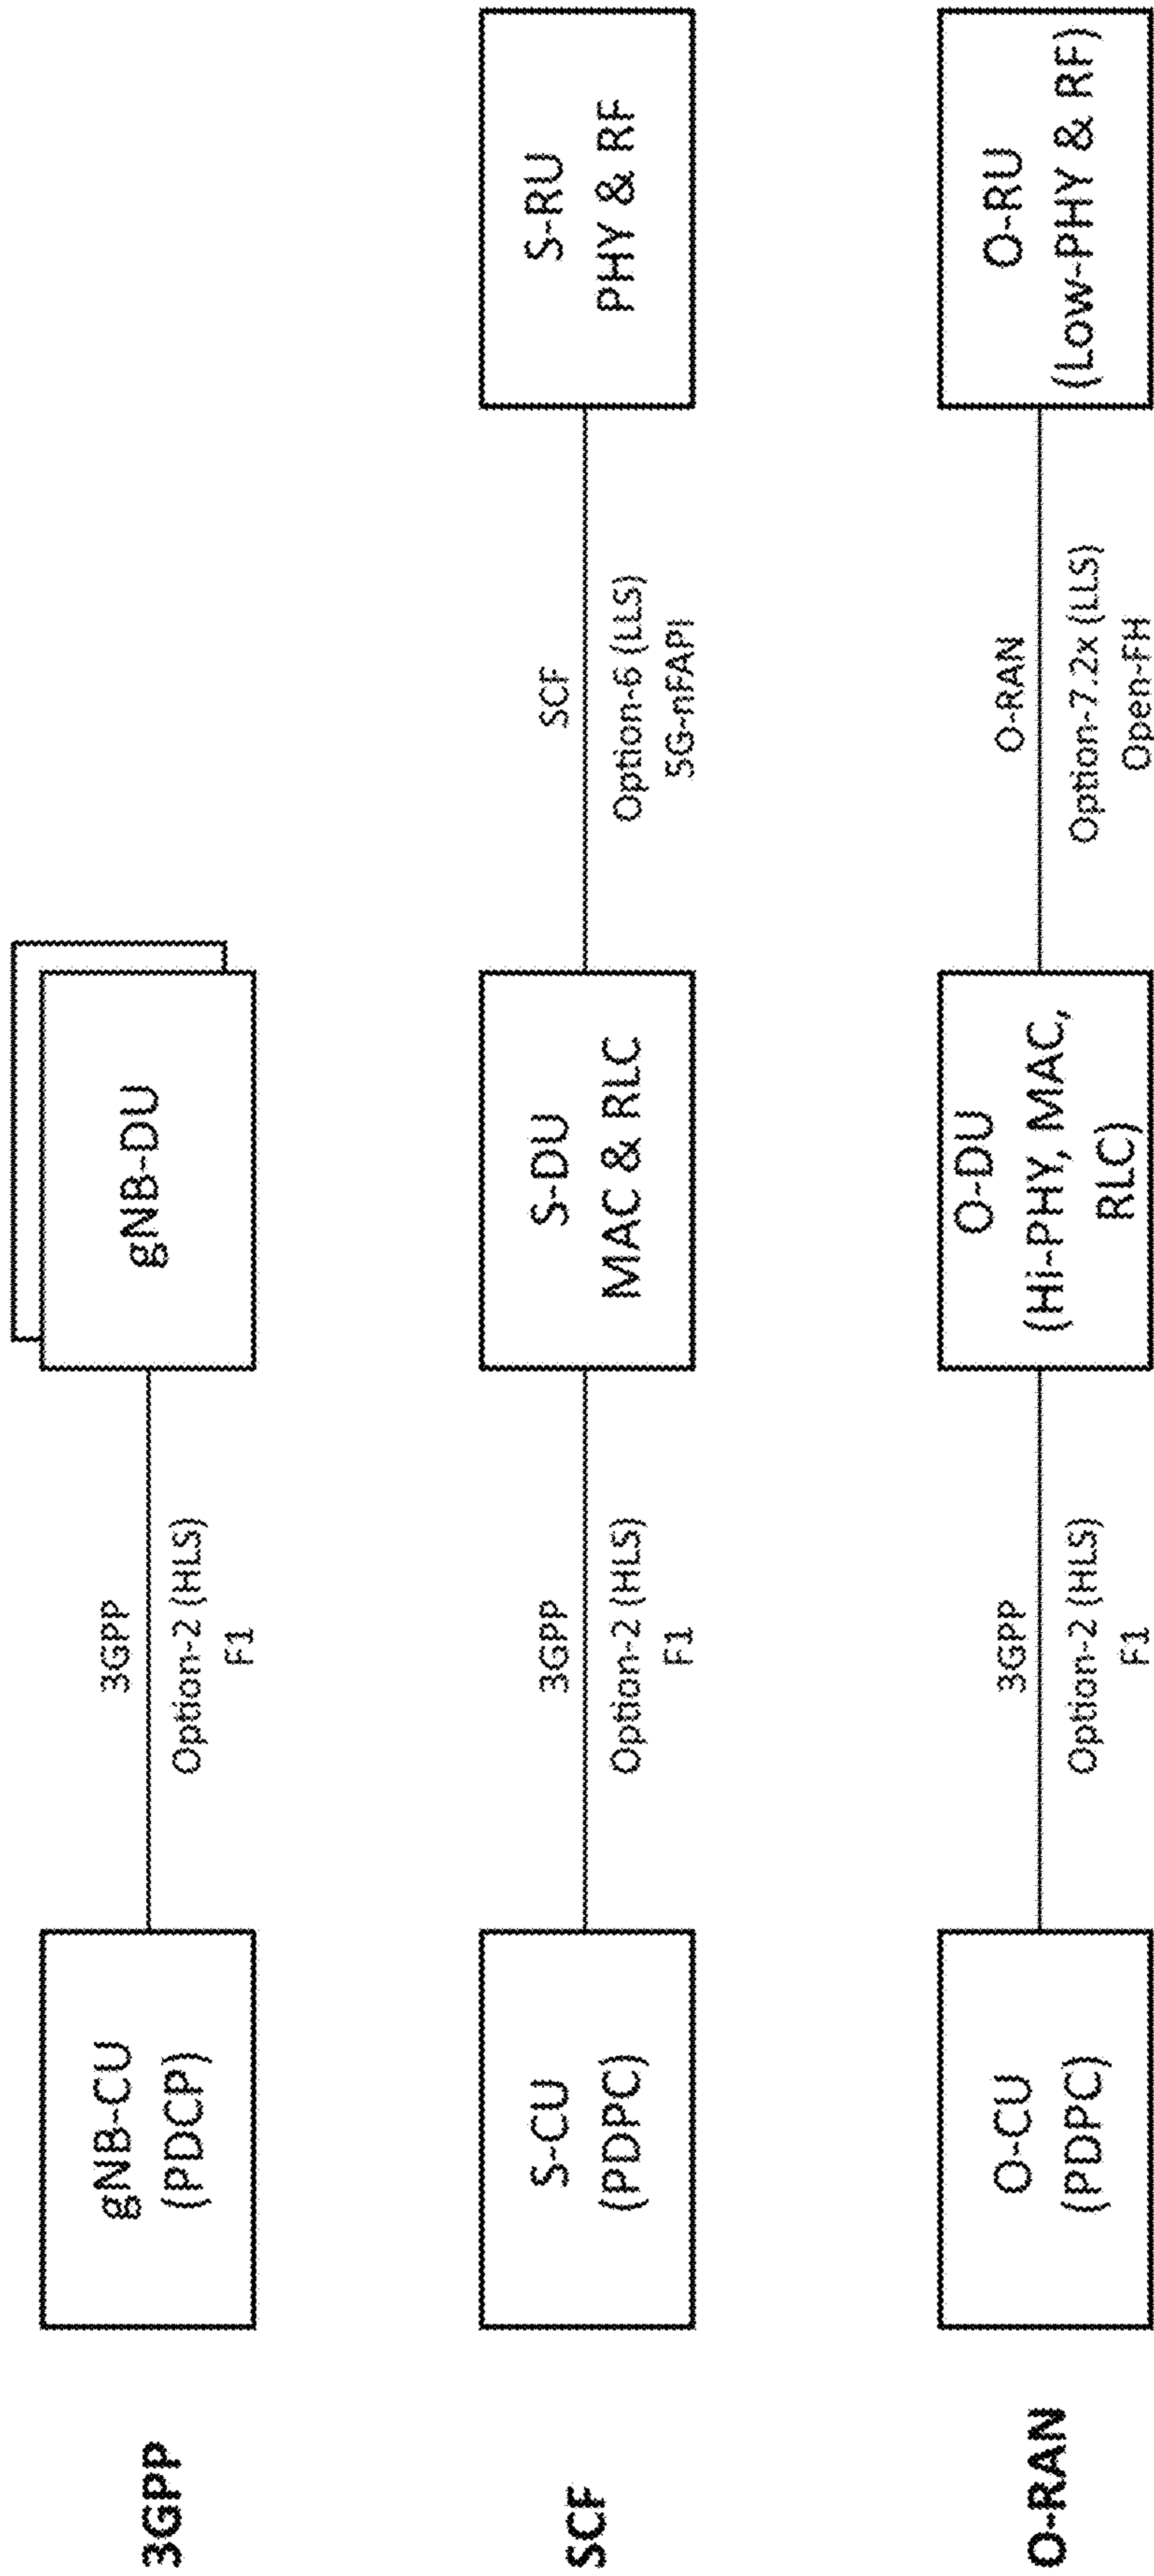 3GPP
gNB-CU
(PDCP)
3GPP
Option-2 (HLS)
F1
gNB-DU
SCF
S-CU
(PDPC)
3GPP
Option-2 (HLS)
F1
S-DU
MAC & RLC
SCF
Option-6 (LLS)
5G-nFAPI
S-RU
PHY & RF
O-RAN
O-CU
(PDPC)
3GPP
Option-2 (HLS)
F1
O-DU
(Hi-PHY, MAC,
RLC)
O-RAN
Option-7.2x (LLS)
Open-FH
O-RU
(Low-PHY & RF)